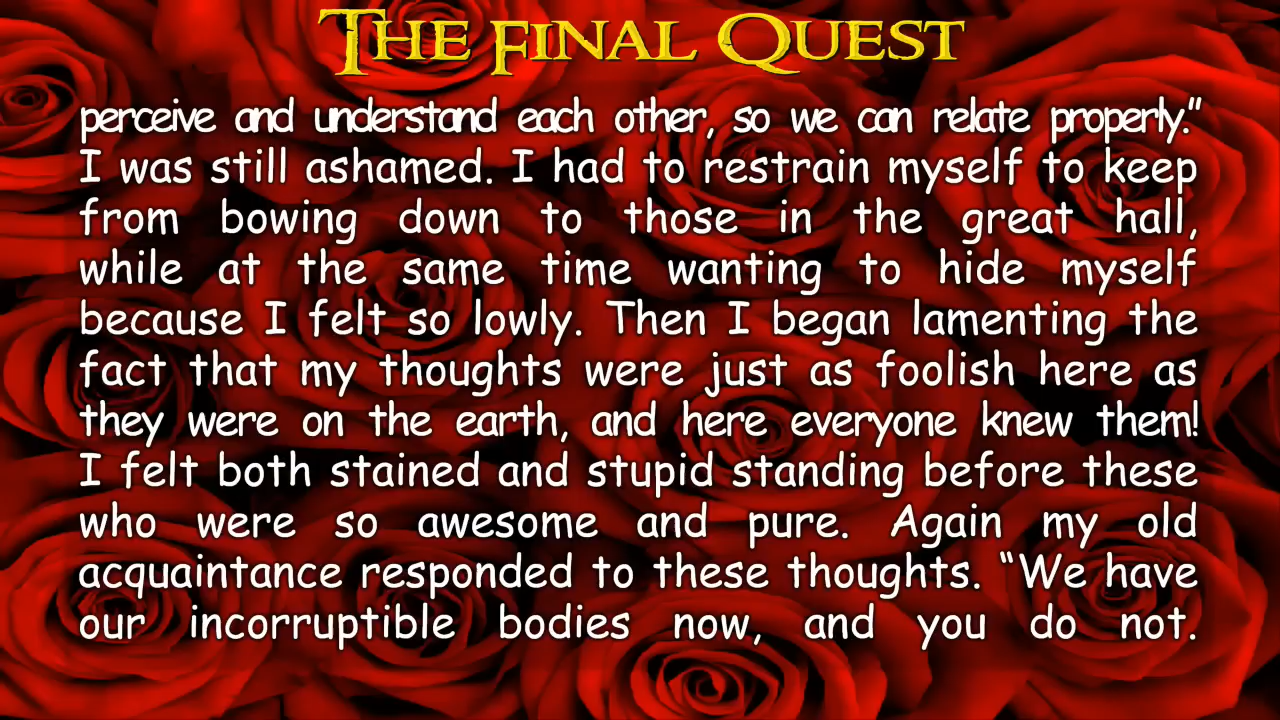 The Final Quest
perceive and understand each other, so we can relate properly."
I was still ashamed. I had to restrain myself to keep
from bowing down to those in the great hall,
while at the same time wanting to hide myself
because I felt so lowly. Then I began lamenting the
fact that my thoughts were just as foolish here as
they were on the earth, and here everyone knew them!
I felt both stained and stupid standing before these
who were so awesome and pure. Again my old
acquaintance responded to these thoughts. “We have
our incorruptible bodies now, and you do not.